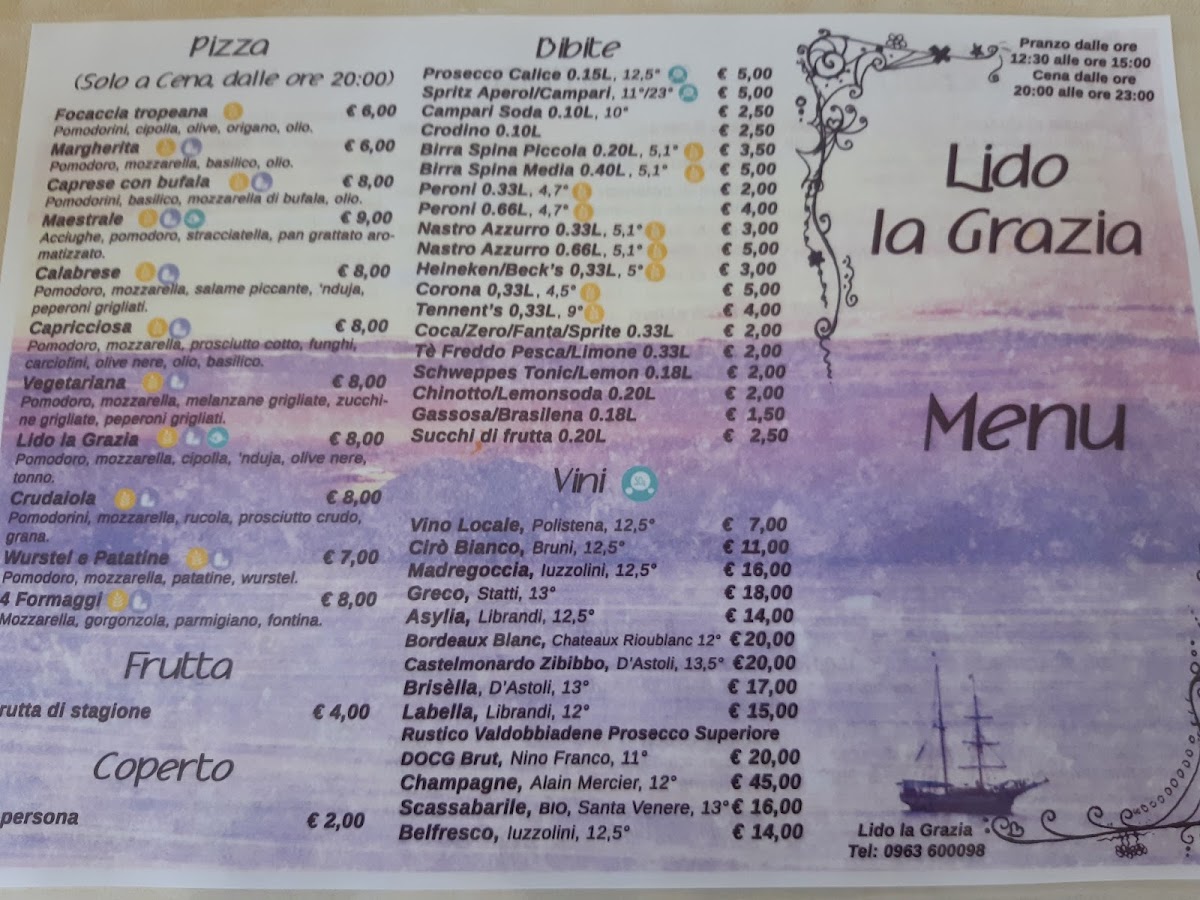 Pizza
(Solo a Cena, dalle ore 20:00)
Focaccia tropeana € 6,00
Pomodorini, cipolla, olive, origano, olio.
Margherita € 6,00
Pomodoro, mozzarella, basilico, olio.
Caprese con bufala € 8,00
Pomodorini, basilico, mozzarella di bufala, olio.
Maestrale € 9,00
Acciughe, pomodoro, stracciatella, pan grattato aro-
matizzato.
Calabrese € 8,00
Pomodoro, mozzarella, salame piccante, 'nduja,
peperoni grigliati.
Capricciosa € 8,00
Pomodoro, mozzarella, prosciutto cotto, funghi,
carciofini, olive nere, olio, basilico.
Vegetariana € 8,00
Pomodoro, mozzarella, melanzane grigliate, zucchi-
ne grigliate, peperoni grigliati.
Lido la Grazia € 8,00
Pomodoro, mozzarella, cipolla, 'nduja, olive nere,
tonno.
Crudaiola € 8,00
Pomodorini, mozzarella, rucola, prosciutto crudo,
grana.
Wurstel e Patatine € 7,00
Pomodoro, mozzarella, patatine, wurstel.
4 Formaggi € 8,00
Mozzarella, gorgonzola, parmigiano, fontina.
Frutta
rutta di stagione € 4,00
Coperto
persona € 2,00
Bibite
Prosecco Calice 0.15L, 12,5° € 5,00
Spritz Aperol/Campari, 11°/23° € 5,00
Campari Soda 0.10L, 10° € 2,50
Crodino 0.10L € 2,50
Birra Spina Piccola 0.20L, 5,1° € 3,50
Birra Spina Media 0.40L, 5,1° € 5,00
Peroni 0.33L, 4,7° € 2,00
Peroni 0.66L, 4,7° € 4,00
Nastro Azzurro 0.33L, 5,1° € 3,00
Nastro Azzurro 0.66L, 5,1° € 5,00
Heineken/Beck's 0,33L, 5° € 3,00
Corona 0,33L, 4,5° € 5,00
Tennent's 0,33L, 9° € 4,00
Coca/Zero/Fanta/Sprite 0.33L € 2,00
Tè Freddo Pesca/Limone 0.33L € 2,00
Schweppes Tonic/Lemon 0.18L € 2,00
Chinotto/Lemonsoda 0.20L € 2,00
Gassosa/Brasilena 0.18L € 1,50
Succhi di frutta 0.20L € 2,50
Vini
Vino Locale, Polistena, 12,5° € 7,00
Cirò Bianco, Bruni, 12,5° € 11,00
Madregoccia, Iuzzolini, 12,5° € 16,00
Greco, Statti, 13° € 18,00
Asylia, Librandi, 12,5° € 14,00
Bordeaux Blanc, Chateaux Rioublanc 12° € 20,00
Castelmonardo Zibibbo, D'Astoli, 13,5° €20,00
Brisèlla, D'Astoli, 13° € 17,00
Labella, Librandi, 12° € 15,00
Rustico Valdobbiadene Prosecco Superiore
DOCG Brut, Nino Franco, 11° € 20,00
Champagne, Alain Mercier, 12° € 45,00
Scassabarile, BIO, Santa Venere, 13° € 16,00
Belfresco, Iuzzolini, 12,5° € 14,00
Pranzo dalle ore
12:30 alle ore 15:00
Cena dalle ore
20:00 alle ore 23:00
Lido
la Grazia
Menu
Lido la Grazia
Tel: 0963 600098